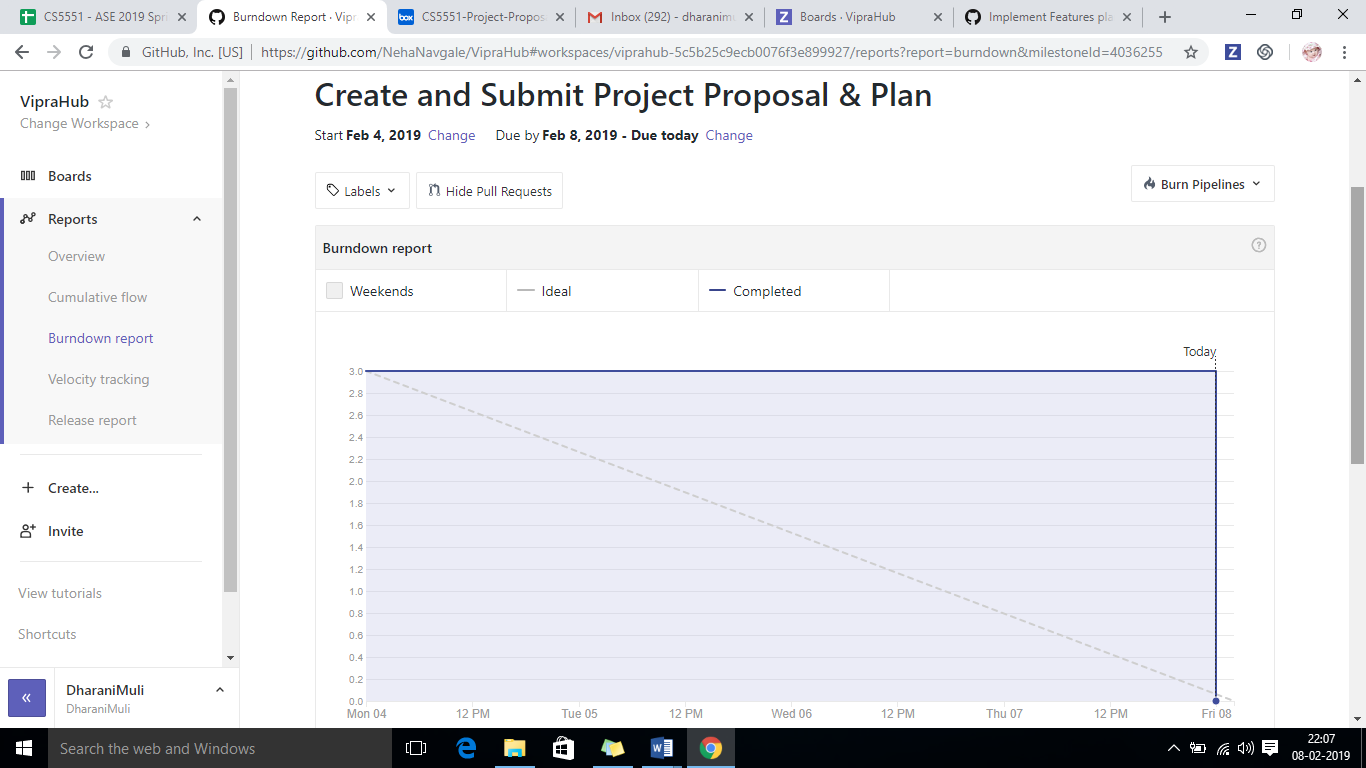 CS5551 - ASE 2019 Spri
Burndown Report · Vipr
CS5551-Project-Propos
Inbox (292) - dharanimu
Boards · VipraHub
Implement Features pla
GitHub, Inc. [US]
https://github.com/NehaNavgale/VipraHub#workspaces/viprahub-5c5b25c9ecb0076f3e899927/reports?report=burndown&milestoneId=4036255
VipraHub
Change Workspace
Boards
Reports
Overview
Cumulative flow
Burndown report
Velocity tracking
Release report
Create...
Invite
View tutorials
Shortcuts
DharaniMuli
DharaniMuli
Create and Submit Project Proposal & Plan
Start Feb 4, 2019 Change Due by Feb 8, 2019 - Due today Change
Labels
Hide Pull Requests
Burn Pipelines
Burndown report
Weekends
Ideal
Completed
Today
3.0
2.8
2.6
2.4
2.2
2.0
1.8
1.6
1.4
1.2
1.0
0.8
0.6
0.4
0.2
0.0
Mon 04 12 PM Tue 05 12 PM Wed 06 12 PM Thu 07 12 PM Fri 08
Search the web and Windows
22:07
08-02-2019